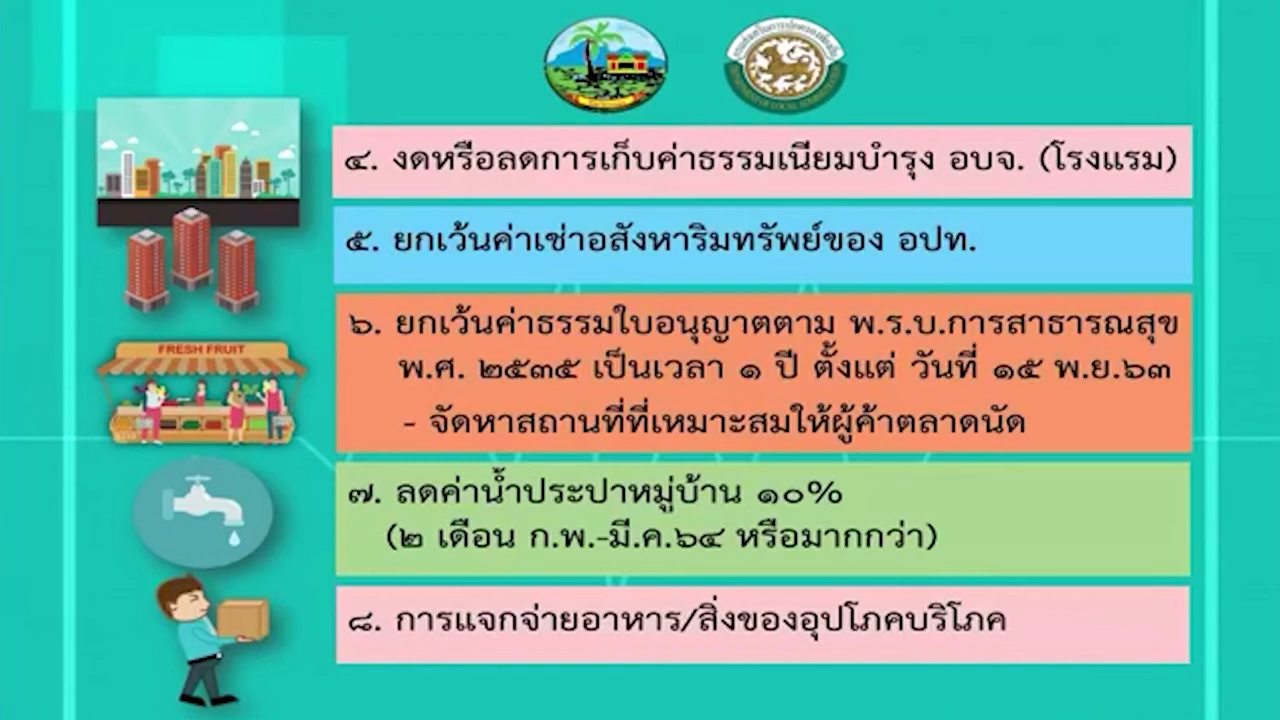 ๔. งดหรือลดการเก็บค่าธรรมเนียมบำรุง อบจ. (โรงแรม)
๕. ยกเว้นค่าเช่าอสังหาริมทรัพย์ของ อปท.
FRESH FRUIT
๖. ยกเว้นค่าธรรมใบอนุญาตตาม พ.ร.บ.การสาธารณสุข
พ.ศ. ๒๕๓๕ เป็นเวลา ๑ ปี ตั้งแต่ วันที่ ๑๕ พ.ย.๖๓
- จัดหาสถานที่ที่เหมาะสมให้ผู้ค้าตลาดนัด
๗. ลดค่าน้ำประปาหมู่บ้าน ๑๐%
(๒ เดือน ก.พ.-มี.ค.๖๔ หรือมากกว่า)
๘. การแจกจ่ายอาหาร/สิ่งของอุปโภคบริโภค